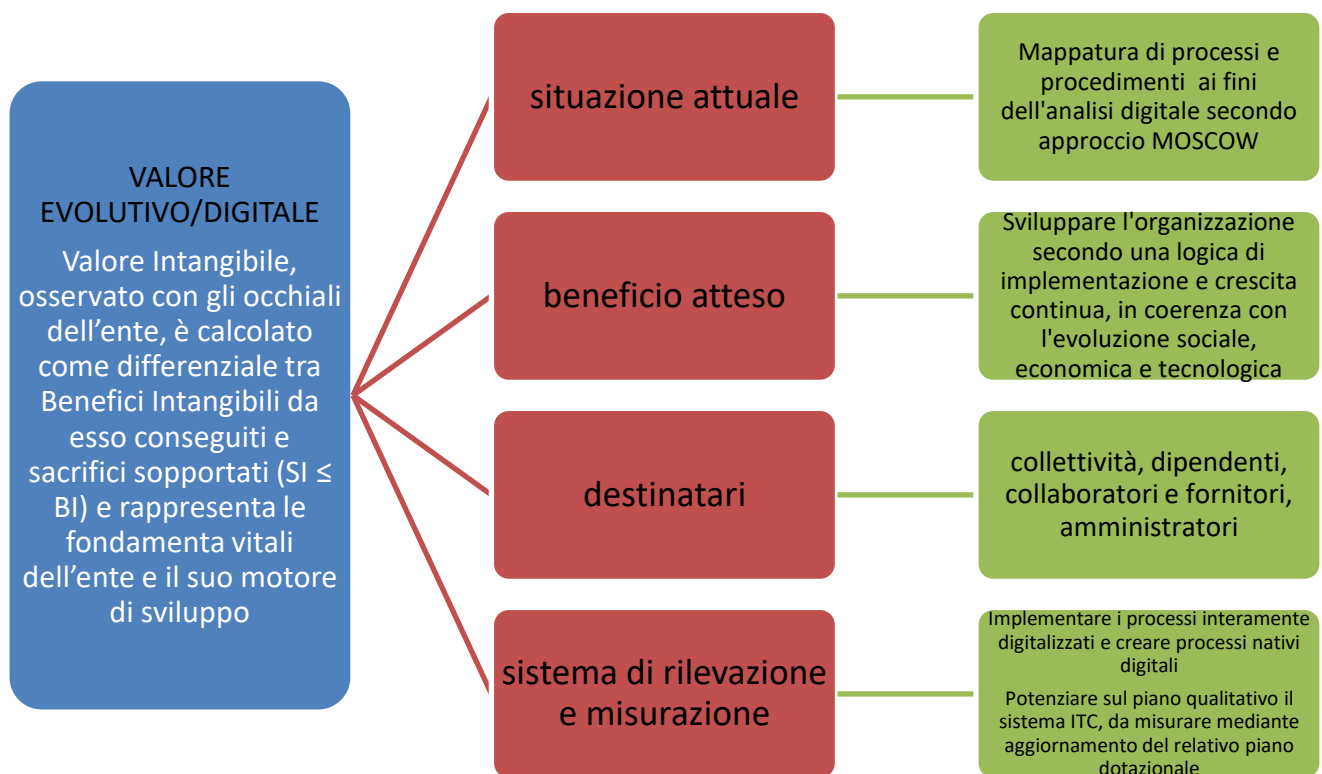 VALORE
EVOLUTIVO/DIGITALE
Valore Intangibile,
osservato con gli occhiali
dell’ente, è calcolato
come differenziale tra
Benefici Intangibili da
esso conseguiti e
sacrifici sopportati (SI ≤
BI) e rappresenta le
fondamenta vitali
dell’ente e il suo motore
di sviluppo
situazione attuale
Mappatura di processi e
procedimenti ai fini
dell'analisi digitale secondo
approccio MOSCOW
beneficio atteso
Sviluppare l'organizzazione
secondo una logica di
implementazione e crescita
continua, in coerenza con
l'evoluzione sociale,
economica e tecnologica
destinatari
collettività, dipendenti,
collaboratori e fornitori,
amministratori
sistema di rilevazione
e misurazione
Implementare i processi interamente
digitalizzati e creare processi nativi
digitali
Potenziare sul piano qualitativo il
sistema ITC, da misurare mediante
aggiornamento del relativo piano
dotazionale